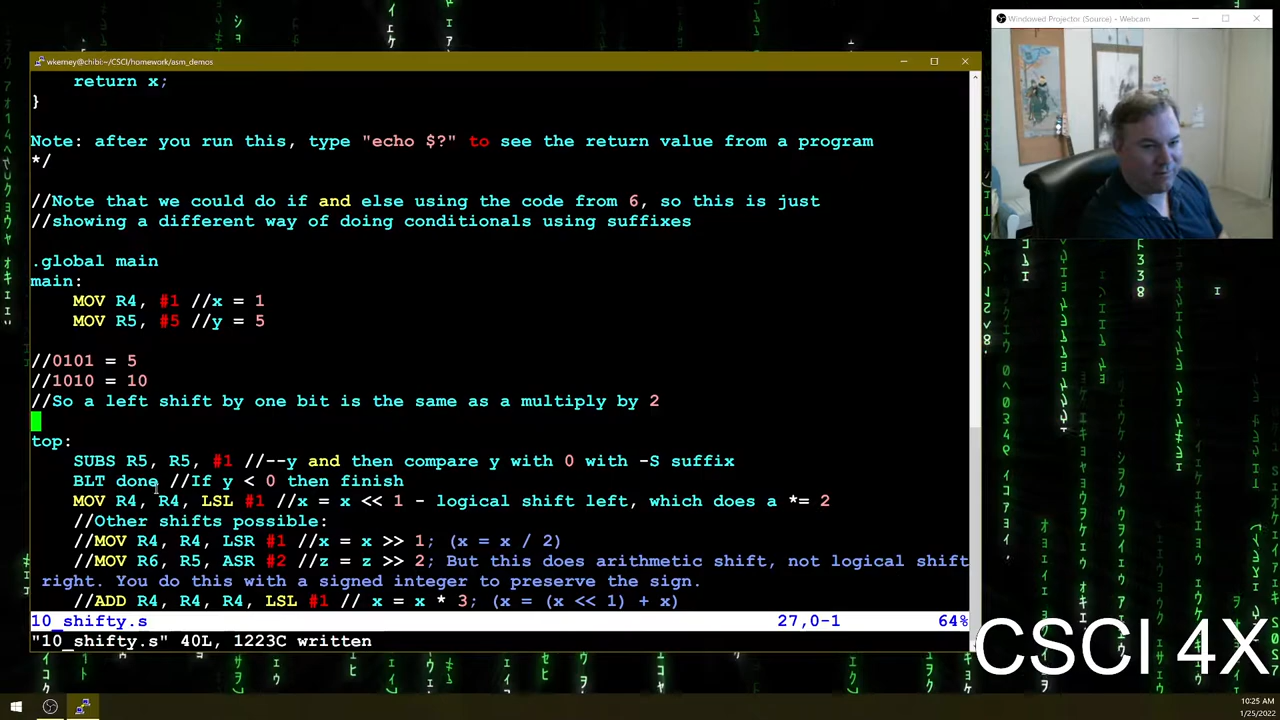 Windowed Projector (Source) - Webcam
wkerney@chibi:~/CSCI/homework/asm_demos
    return x;
}
Note: after you run this, type "echo $?" to see the return value from a program
*/
//Note that we could do if and else using the code from 6, so this is just
//showing a different way of doing conditionals using suffixes
.global main
main:
    MOV R4, #1 //x = 1
    MOV R5, #5 //y = 5
//0101 = 5
//1010 = 10
//So a left shift by one bit is the same as a multiply by 2
top:
    SUBS R5, R5, #1 //--y and then compare y with 0 with -S suffix
    BLT done //If y < 0 then finish
    MOV R4, R4, LSL #1 //x = x << 1 - logical shift left, which does a *= 2
    //Other shifts possible:
    //MOV R4, R4, LSR #1 //x = x >> 1; (x = x / 2)
    //MOV R6, R5, ASR #2 //z = z >> 2; But this does arithmetic shift, not logical shift
right. You do this with a signed integer to preserve the sign.
    //ADD R4, R4, R4, LSL #1 // x = x * 3; (x = (x << 1) + x)
10_shifty.s 27,0-1 64%
"10_shifty.s" 40L, 1223C written
CSCI 4X
10:25 AM
1/25/2022